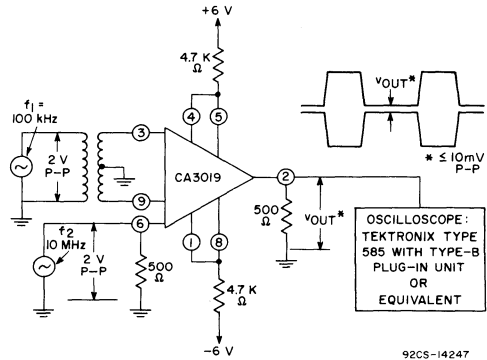 +6 V
4.7 K
Ω
4
5
f1 =
100 kHz
2 V
P-P
3
9
6
CA3019
2
1
8
f2
10 MHz
2 V
P-P
500
Ω
500
Ω
VOUT*
4.7 K
Ω
-6 V
VOUT*
* ≤ 10mV
P-P
OSCILLOSCOPE:
TEKTRONIX TYPE
585 WITH TYPE-B
PLUG-IN UNIT
OR
EQUIVALENT
92CS-14247